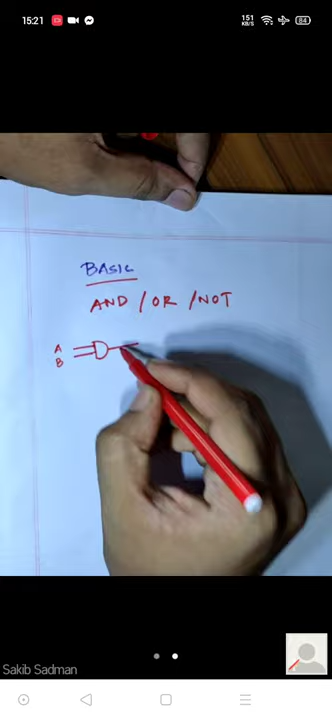 15:21
151
KB/S
84
BASIC
AND / OR / NOT
A
B
Sakib Sadman